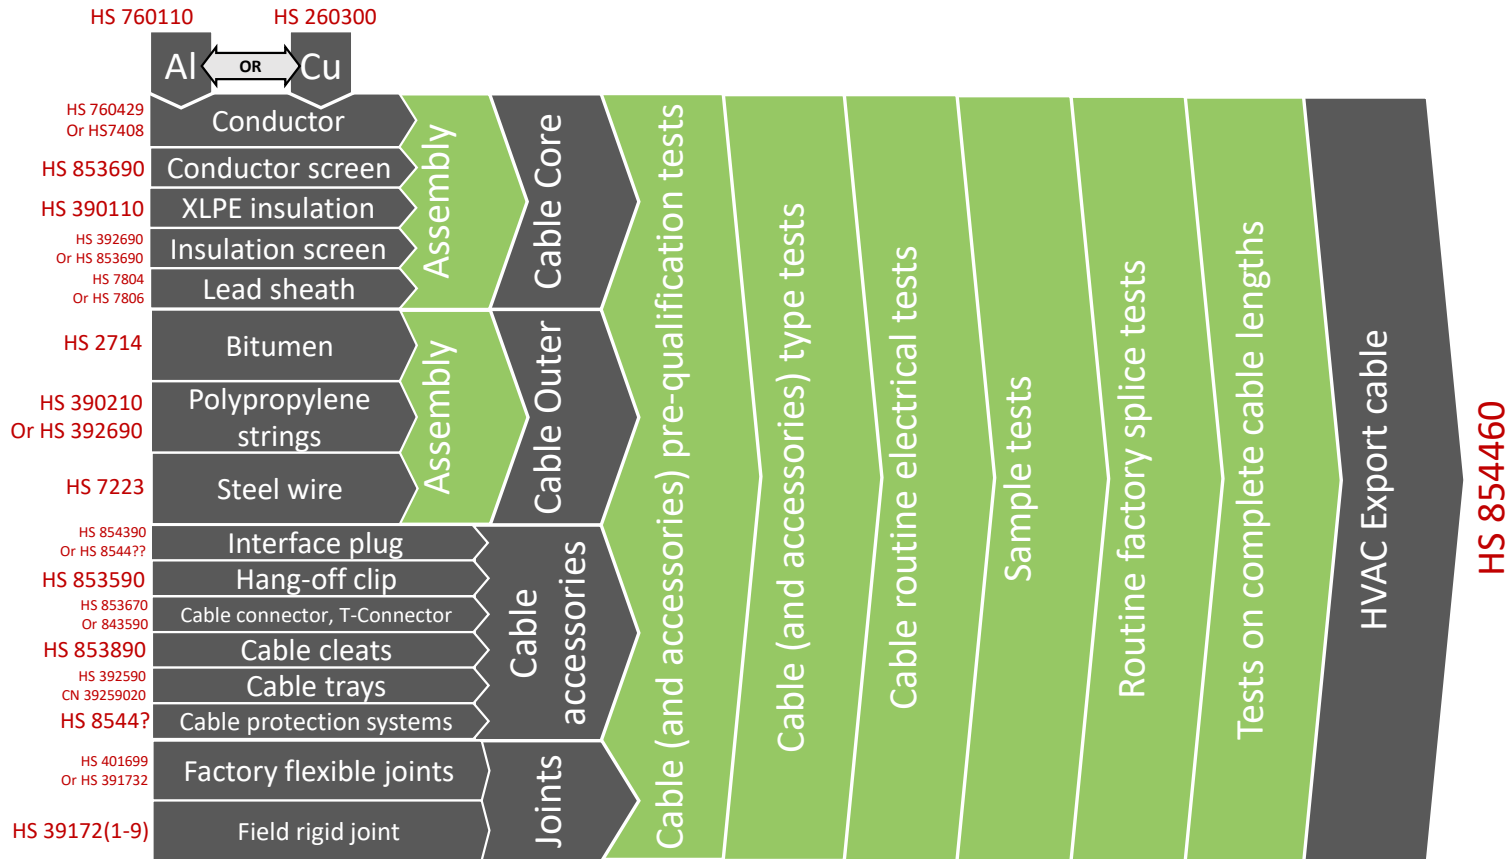 HS 760110
HS 260300
Al
OR
Cu
HS 760429
Or HS7408
Conductor
HS 853690
Conductor screen
HS 390110
XLPE insulation
HS 392690
Or HS 853690
Insulation screen
HS 7804
Or HS 7806
Lead sheath
Assembly
Cable Core
HS 2714
Bitumen
HS 390210
Or HS 392690
Polypropylene
strings
HS 7223
Steel wire
Assembly
Cable Outer
HS 854390
Or HS 8544??
Interface plug
HS 853590
Hang-off clip
HS 853670
Or 843590
Cable connector, T-Connector
HS 853890
Cable cleats
HS 392590
CN 39259020
Cable trays
HS 8544?
Cable protection systems
Cable
accessories
HS 401699
Or HS 391732
Factory flexible joints
HS 39172(1-9)
Field rigid joint
Joints
Cable (and accessories) pre-qualification tests
Cable (and accessories) type tests
Cable routine electrical tests
Sample tests
Routine factory splice tests
Tests on complete cable lengths
HVAC Export cable
HS 854460